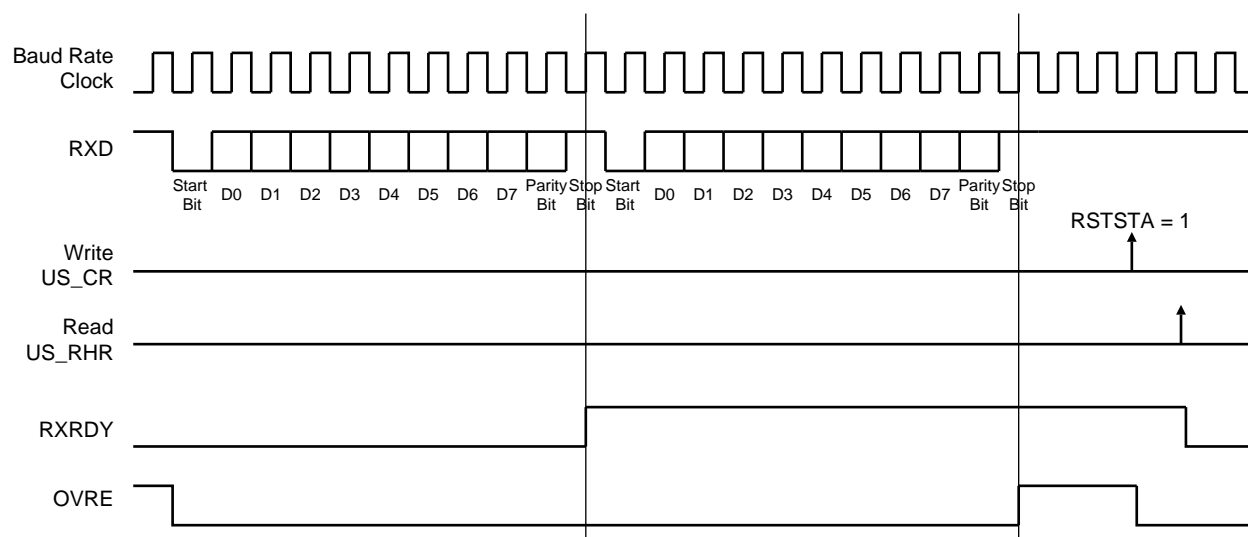 Baud Rate
Clock
RXD
Start
Bit
D0
D1
D2
D3
D4
D5
D6
D7
Parity
Bit
Stop
Bit
Start
Bit
D0
D1
D2
D3
D4
D5
D6
D7
Parity
Bit
Stop
Bit
RSTSTA = 1
Write
US_CR
Read
US_RHR
RXRDY
OVRE